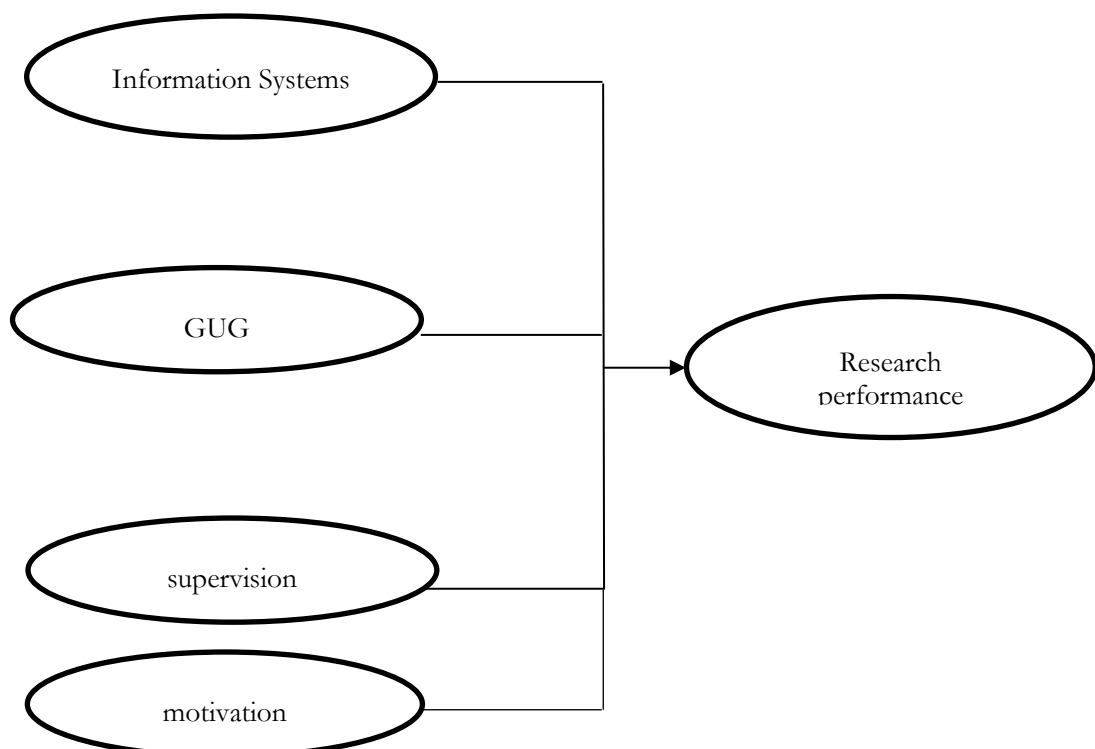 Information Systems
GUG
Research
performance
supervision
motivation